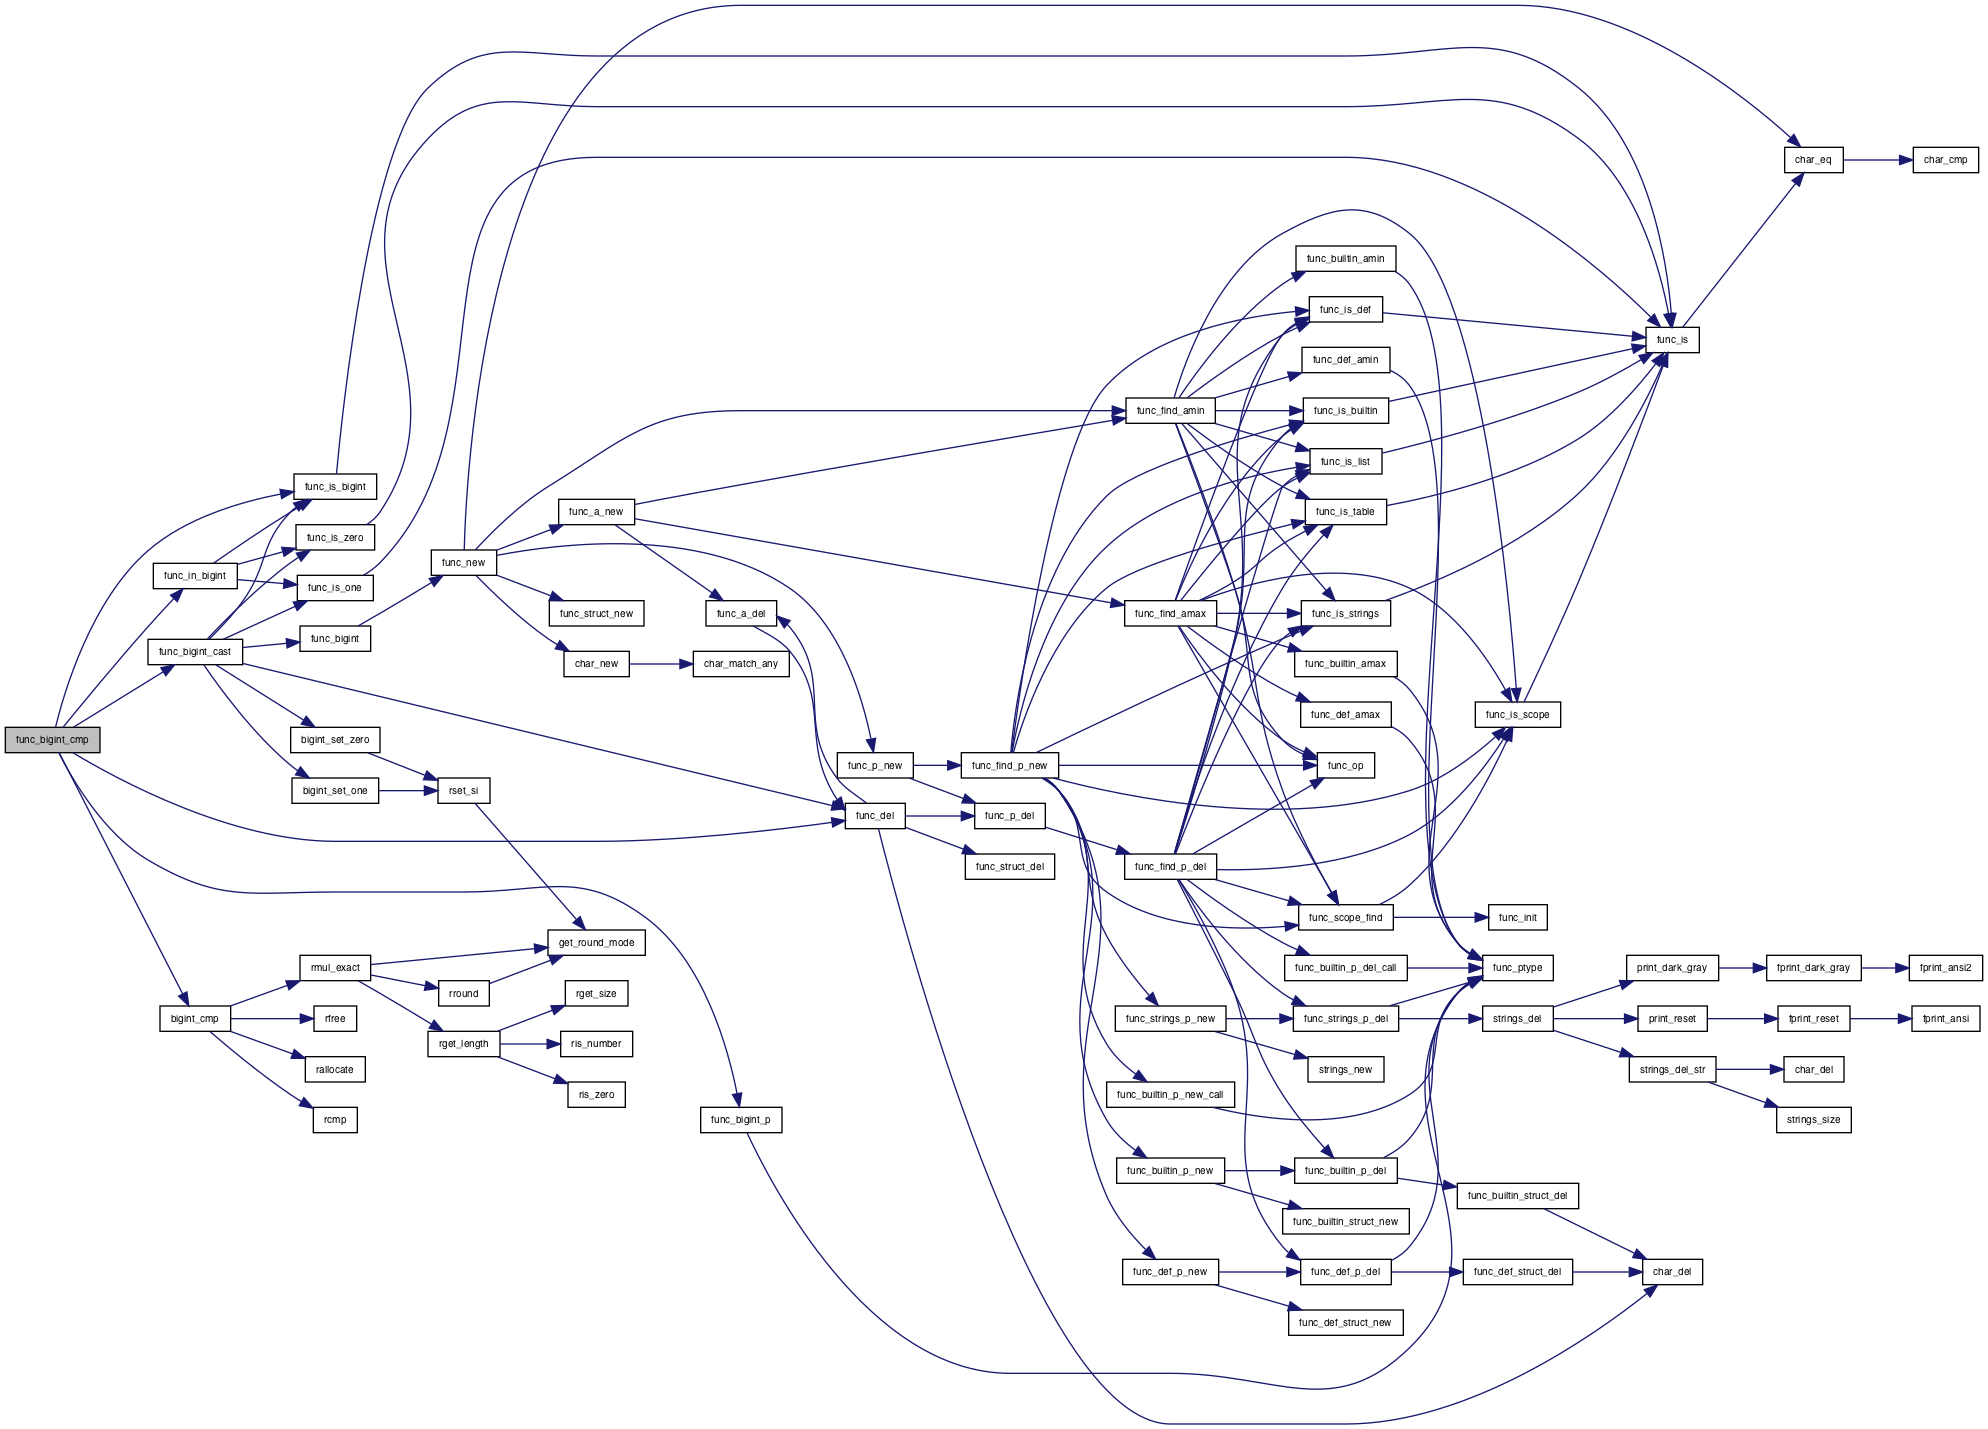 func_bigint_cmp
func_is_bigint
func_in_bigint
func_is_zero
func_is_one
func_bigint_cast
func_bigint
bigint_set_zero
bigint_set_one
bigint_cmp
rmul_exact
rfree
rallocate
rcmp
func_new
rset_si
rround
rget_length
func_a_new
func_struct_new
char_new
get_round_mode
rget_size
ris_number
ris_zero
func_a_del
char_match_any
func_bigint_p
func_p_new
func_del
func_find_p_new
func_p_del
func_struct_del
func_find_amin
func_find_amax
func_find_p_del
func_strings_p_new
func_builtin_p_new_call
func_builtin_p_new
func_def_p_new
func_builtin_amin
func_is_def
func_def_amin
func_is_builtin
func_is_list
func_is_table
func_is_strings
func_builtin_amax
func_def_amax
func_op
func_scope_find
func_builtin_p_del_call
func_strings_p_del
strings_new
func_builtin_p_del
func_builtin_struct_new
func_def_p_del
func_def_struct_new
func_is_scope
func_init
func_ptype
strings_del
func_builtin_struct_del
func_def_struct_del
func_is
print_dark_gray
print_reset
strings_del_str
char_del
char_eq
fprint_dark_gray
fprint_reset
char_del
strings_size
char_cmp
fprint_ansi2
fprint_ansi